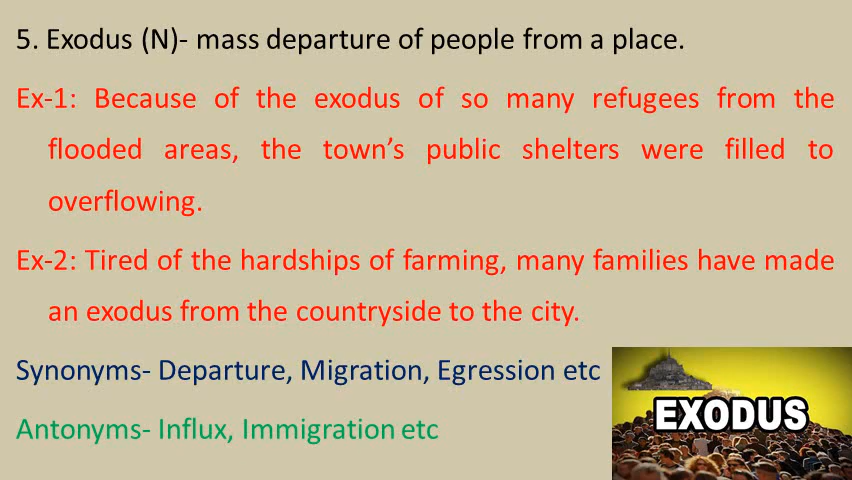 5. Exodus (N)- mass departure of people from a place.
Ex-1: Because of the exodus of so many refugees from the
flooded areas, the town’s public shelters were filled to
overflowing.
Ex-2: Tired of the hardships of farming, many families have made
an exodus from the countryside to the city.
Synonyms- Departure, Migration, Egression etc
Antonyms- Influx, Immigration etc
EXODUS